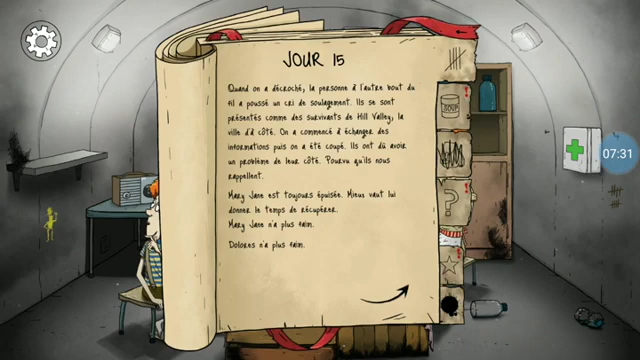 JOUR 15
Quand on a décroché, la personne à l'autre bout du
fil a poussé un cri de soulagement. Ils se sont
présentés comme des survivants de Hill Valley, la
ville d'à côté. On a commencé à échanger des
informations puis on a été coupé. Ils ont dû avoir
un problème de leur côté. Pourvu qu'ils nous
rappellent.
Mary Jane est toujours épuisée. Mieux vaut lui
donner le temps de récupérer.
Mary Jane n'a plus faim.
Dolores n'a plus faim.
SOUP
!
?
!
!
07:31